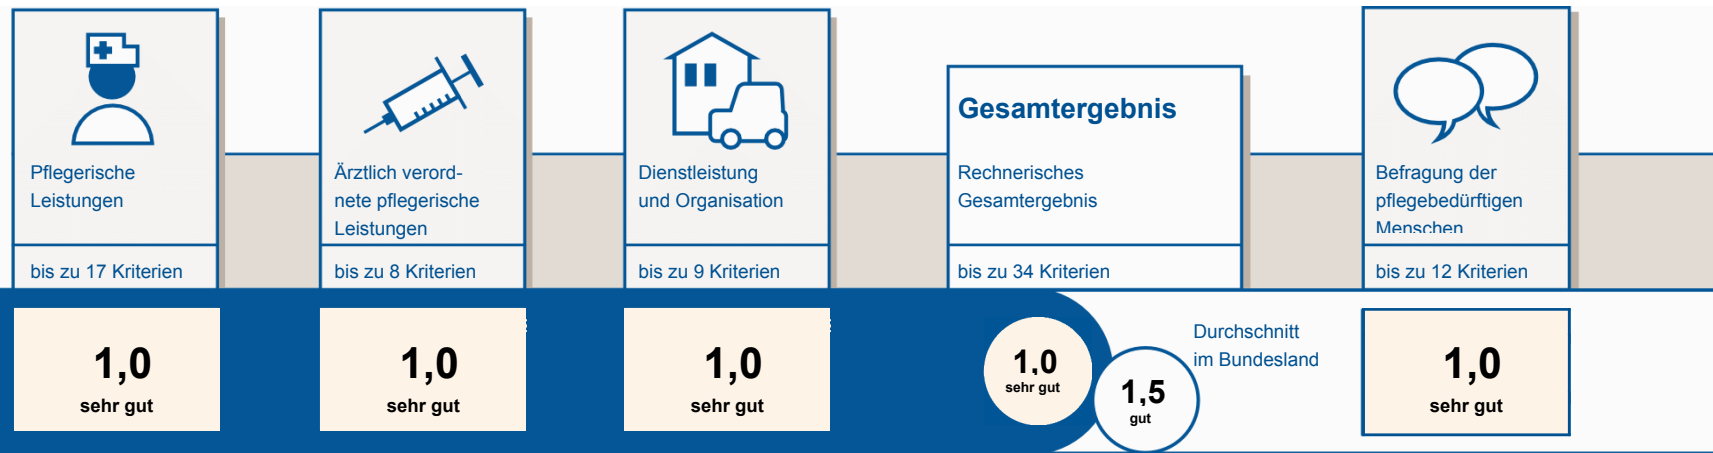 Pflegerische
Leistungen
bis zu 17 Kriterien
1,0
sehr gut
Ärztlich verord-
nete pflegerische
Leistungen
bis zu 8 Kriterien
1,0
sehr gut
Dienstleistung
und Organisation
bis zu 9 Kriterien
1,0
sehr gut
Gesamtergebnis
Rechnerisches
Gesamtergebnis
bis zu 34 Kriterien
1,0
sehr gut
1,5
gut
Durchschnitt
im Bundesland
Befragung der
pflegebedürftigen
Menschen
bis zu 12 Kriterien
1,0
sehr gut